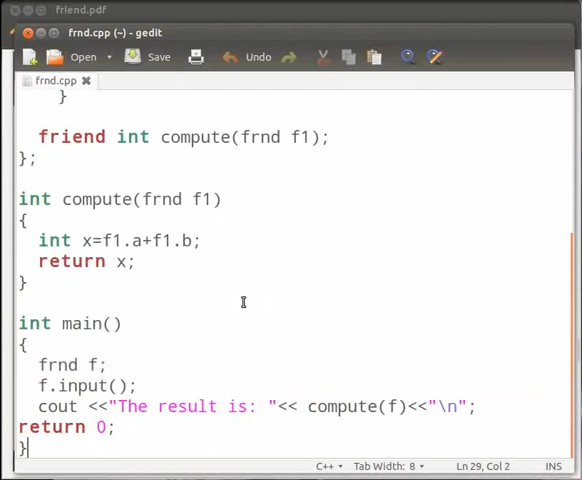 friend.pdf
frnd.cpp (~) - gedit
Open Save Undo
frnd.cpp
}
friend int compute(frnd f1);
};
int compute(frnd f1)
{
int x=f1.a+f1.b;
return x;
}
int main()
{
frnd f;
f.input();
cout <<"The result is: "<< compute(f)<<"\n";
return 0;
}
C++ Tab Width: 8 Ln 29, Col 2 INS